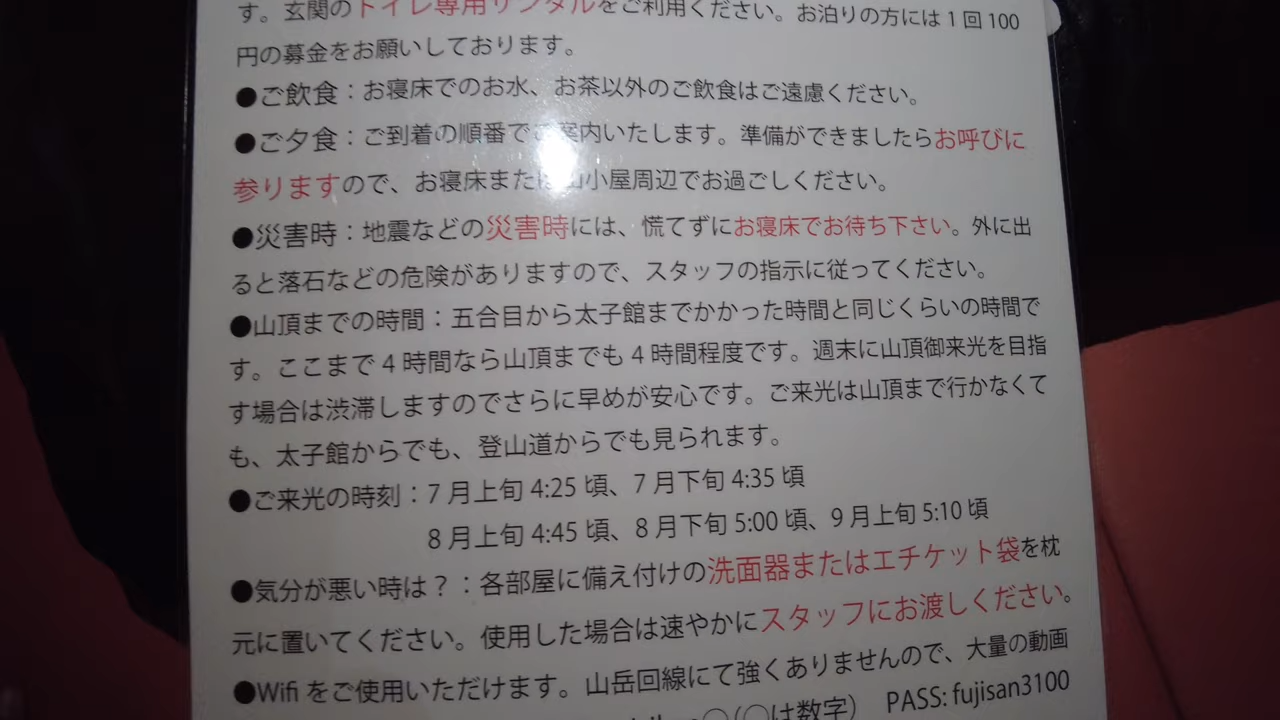 す。玄関のトイレ専用サンダルをご利用ください。お泊りの方には1回100
円の募金をお願いしております。
●ご飲食：お寝床でのお水、お茶以外のご飲食はご遠慮ください。
●ご夕食：ご到着の順番でご案内いたします。準備ができましたらお呼びに
参りますので、お寝床または山小屋周辺でお過ごしください。
●災害時：地震などの災害時には、慌てずにお寝床でお待ち下さい。外に出
ると落石などの危険がありますので、スタッフの指示に従ってください。
●山頂までの時間：五合目から太子館までかかった時間と同じくらいの時間で
す。ここまで4時間なら山頂までも4時間程度です。週末に山頂御来光を目指
す場合は渋滞しますのでさらに早めが安心です。ご来光は山頂まで行かなくて
も、太子館からでも、登山道からでも見られます。
●ご来光の時刻：7月上旬4:25頃、7月下旬4:35頃
8月上旬4:45頃、8月下旬5:00頃、9月上旬5:10頃
●気分が悪い時は？：各部屋に備え付けの洗面器またはエチケット袋を枕
元に置いてください。使用した場合は速やかにスタッフにお渡しください。
●Wifiをご使用いただけます。山岳回線にて強くありませんので、大量の動画
○(○は数字） PASS: fujisan3100